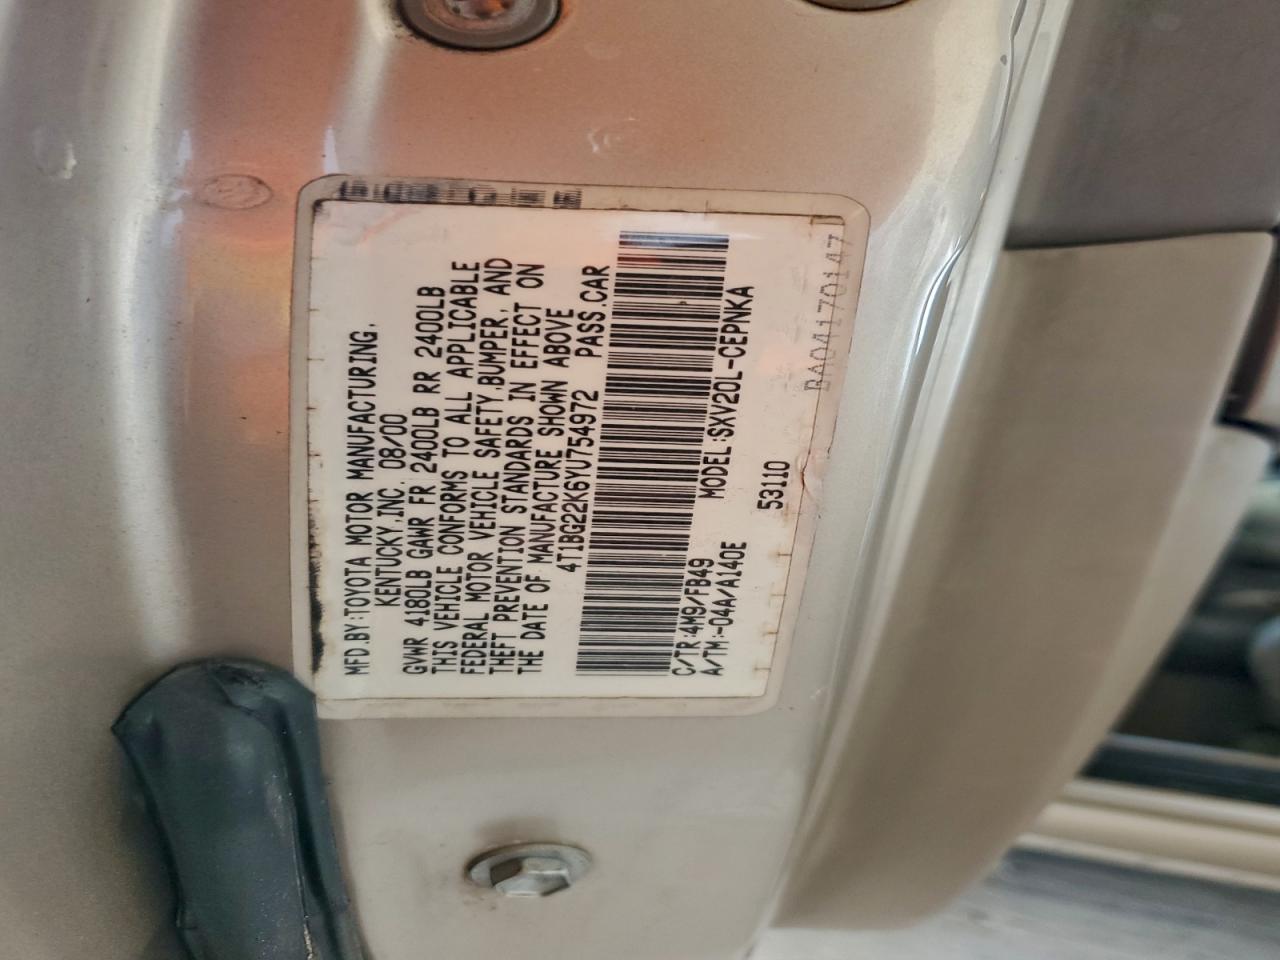 MFD.BY:TOYOTA MOTOR MANUFACTURING,
KENTUCKY,INC. 08/00
GVWR 4180LB GAWR FR 2400LB RR 2400LB
THIS VEHICLE CONFORMS TO ALL APPLICABLE
FEDERAL MOTOR VEHICLE SAFETY,BUMPER, AND
THEFT PREVENTION STANDARDS IN EFFECT ON
THE DATE OF MANUFACTURE SHOWN ABOVE
4T1BG22K6YU754972 PASS.CAR
C/TR:4M9/FB49 MODEL:SXV20L-CEPNKA
A/TM:-04A/A140E 53110
BA04170147